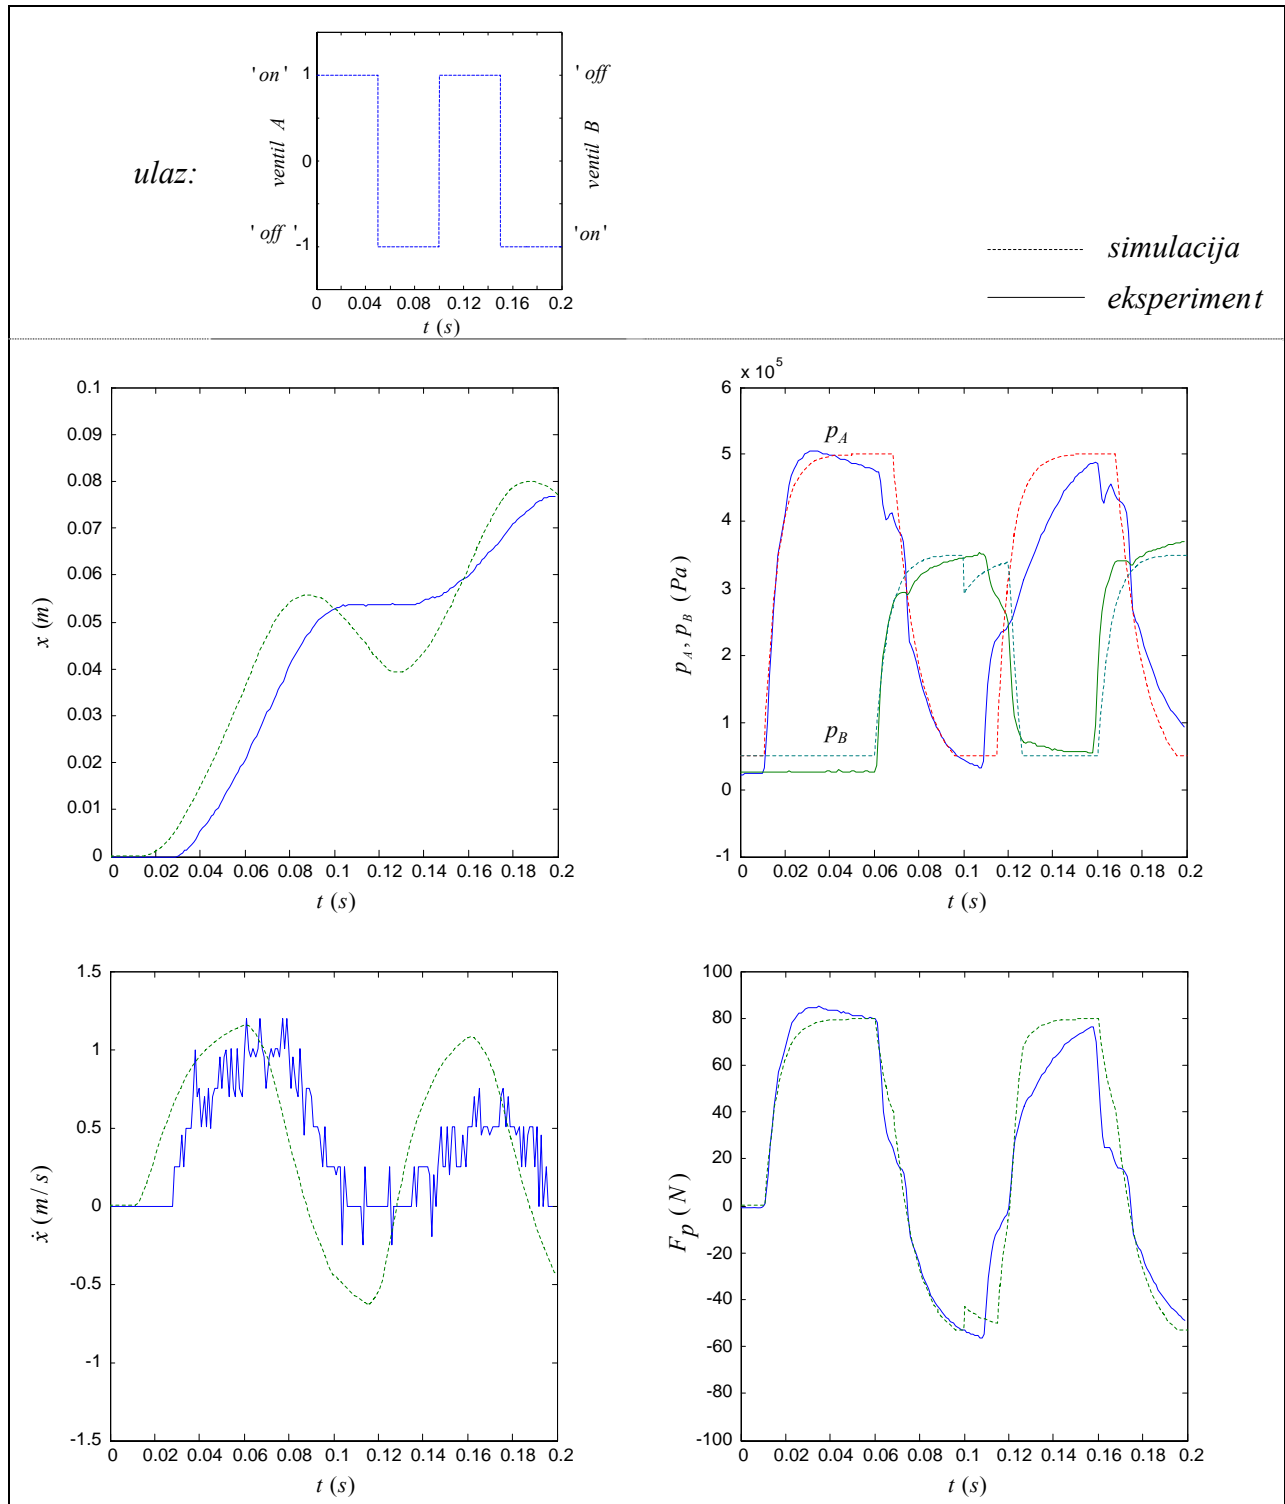 'on' 1 'off
ventil A
0
ventil B
ulaz:
'off' -1 'on'
0 0.04 0.08 0.12 0.16 0.2
t (s)
simulacija
eksperiment
0.1
0.09
0.08
0.07
0.06
0.05
0.04
0.03
0.02
0.01
0
x (m)
0 0.02 0.04 0.06 0.08 0.1 0.12 0.14 0.16 0.18 0.2
t (s)
x 10^5
6
5
4
3
2
1
0
-1
p_A, p_B (Pa)
p_A
p_B
0 0.02 0.04 0.06 0.08 0.1 0.12 0.14 0.16 0.18 0.2
t (s)
1.5
1
0.5
0
-0.5
-1
-1.5
ẋ (m/s)
0 0.02 0.04 0.06 0.08 0.1 0.12 0.14 0.16 0.18 0.2
t (s)
100
80
60
40
20
0
-20
-40
-60
-80
-100
F_p (N)
0 0.02 0.04 0.06 0.08 0.1 0.12 0.14 0.16 0.18 0.2
t (s)